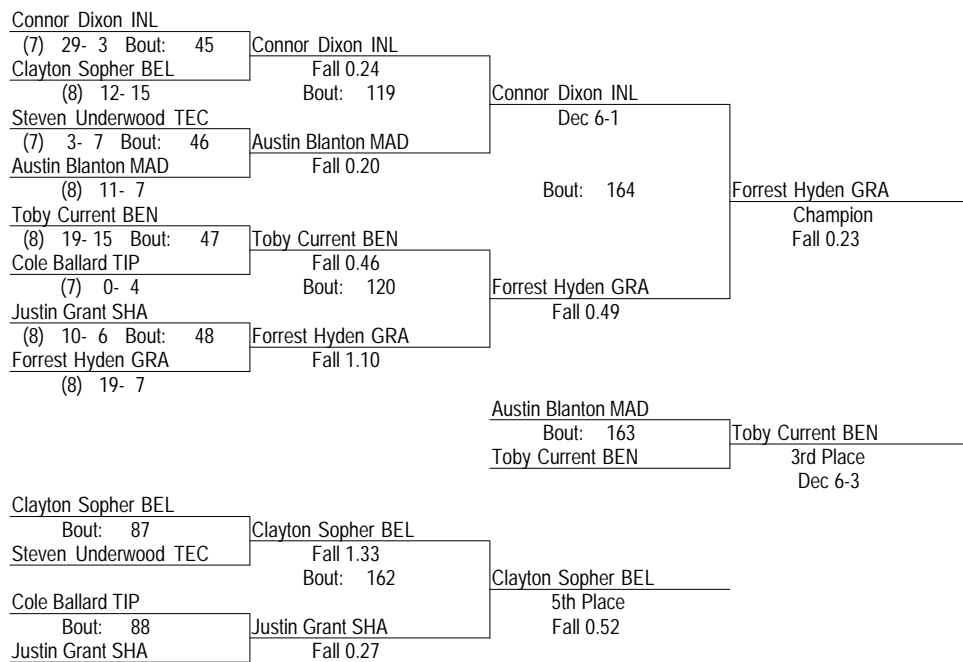 Connor Dixon INL
(7) 29- 3 Bout: 45
Connor Dixon INL
Clayton Sopher BEL
Fall 0.24
(8) 12- 15
Bout: 119
Connor Dixon INL
Steven Underwood TEC
Dec 6-1
(7) 3- 7 Bout: 46
Austin Blanton MAD
Austin Blanton MAD
Fall 0.20
(8) 11- 7
Bout: 164
Forrest Hyden GRA
Toby Current BEN
Champion
(8) 19- 15 Bout: 47
Toby Current BEN
Fall 0.23
Cole Ballard TIP
Fall 0.46
(7) 0- 4
Bout: 120
Forrest Hyden GRA
Justin Grant SHA
Fall 0.49
(8) 10- 6 Bout: 48
Forrest Hyden GRA
Forrest Hyden GRA
Fall 1.10
(8) 19- 7
Austin Blanton MAD
Bout: 163
Toby Current BEN
Toby Current BEN
3rd Place
Dec 6-3
Clayton Sopher BEL
Bout: 87
Clayton Sopher BEL
Steven Underwood TEC
Fall 1.33
Bout: 162
Clayton Sopher BEL
Cole Ballard TIP
5th Place
Bout: 88
Justin Grant SHA
Fall 0.52
Justin Grant SHA
Fall 0.27